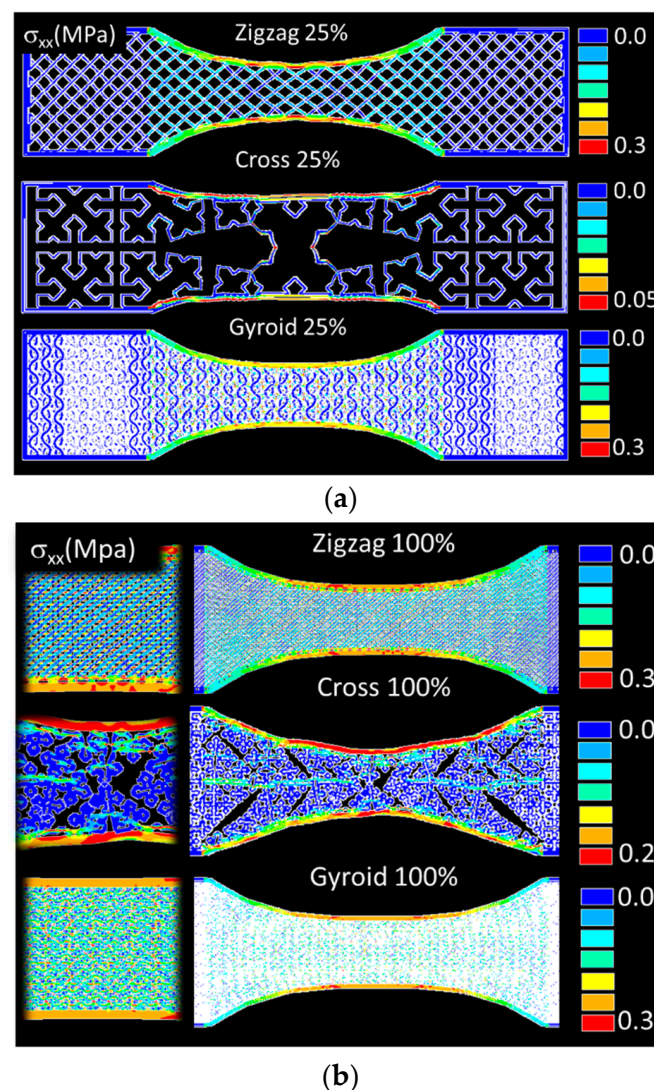 σxx(MPa)
Zigzag 25%
0.0
0.3
Cross 25%
0.0
0.05
Gyroid 25%
0.0
0.3
(a)
σxx(Mpa)
Zigzag 100%
0.0
0.3
Cross 100%
0.0
0.2
Gyroid 100%
0.0
0.3
(b)